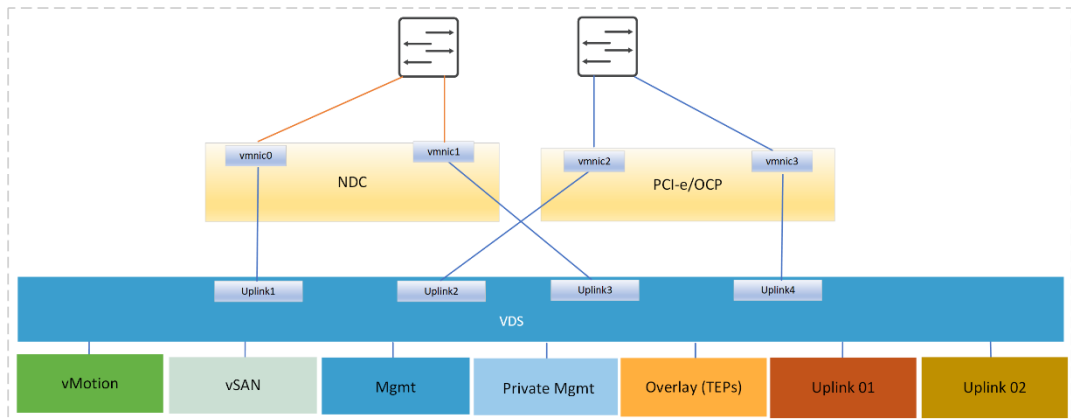 vmnic0
vmnic1
vmnic2
vmnic3
NDC
PCI-e/OCP
Uplink1
Uplink2
Uplink3
Uplink4
VDS
vMotion
vSAN
Mgmt
Private Mgmt
Overlay (TEPs)
Uplink 01
Uplink 02